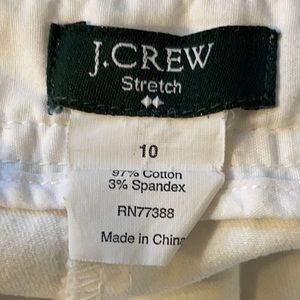 J.CREW
Stretch
10
97% Cotton
3% Spandex
RN77388
Made in China